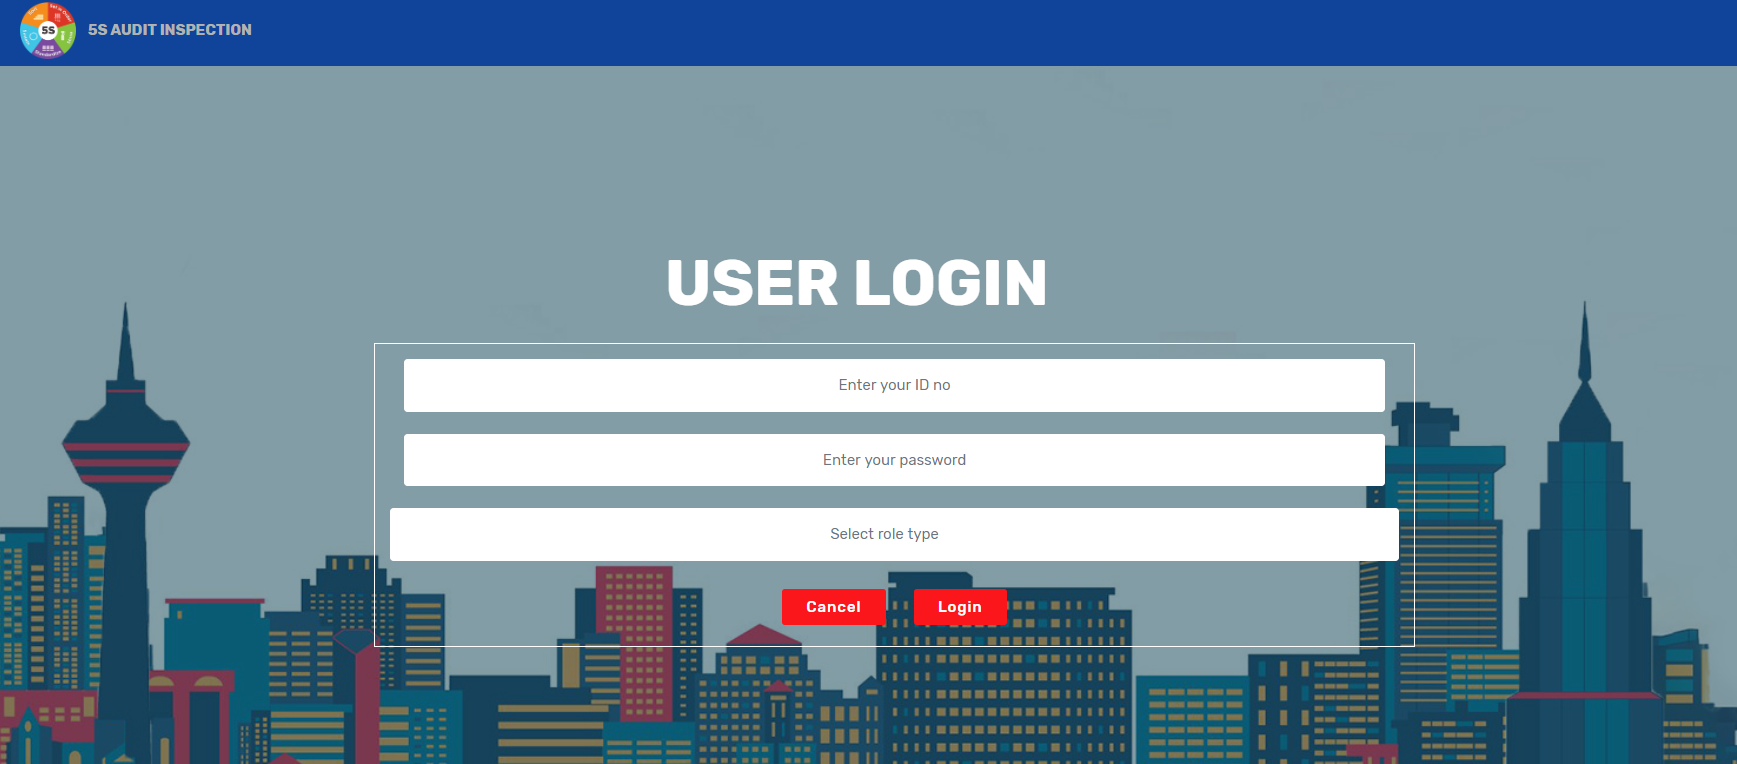 5S
5S AUDIT INSPECTION
USER LOGIN
Enter your ID no
Enter your password
Select role type
Cancel
Login